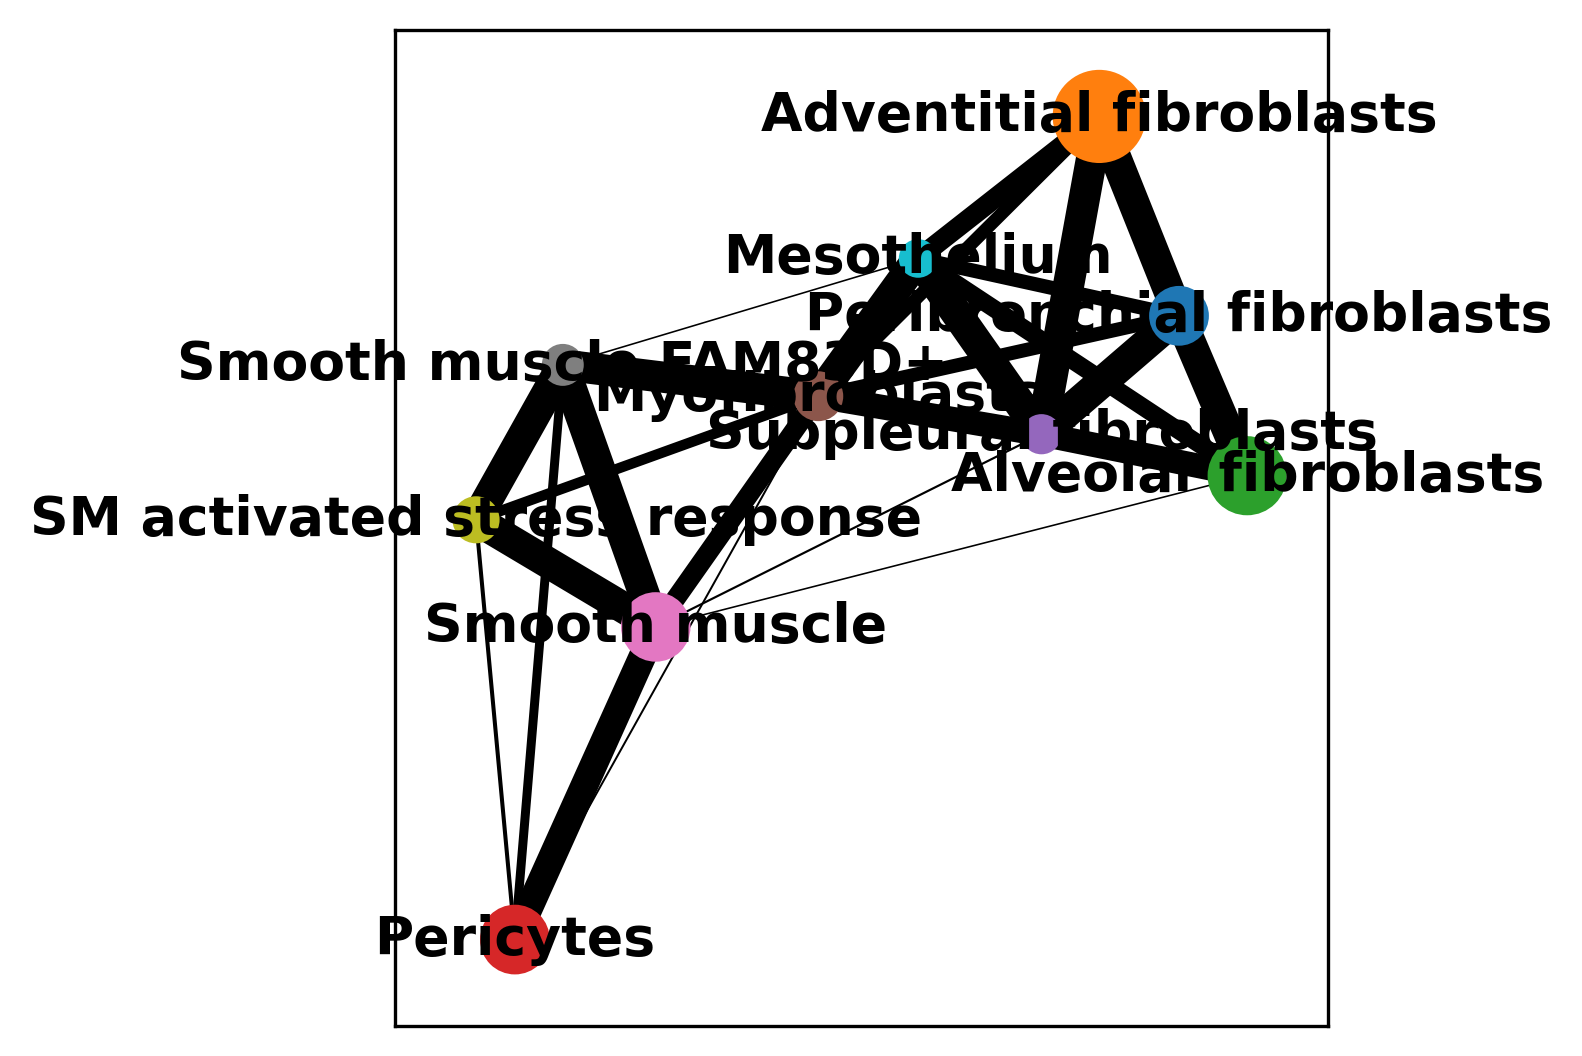 Adventitial fibroblasts
Mesothelium
Peribronchial fibroblasts
Smooth muscle FAM83D+
Myofibroblasts
Subpleural fibroblasts
Alveolar fibroblasts
SM activated stress response
Smooth muscle
Pericytes